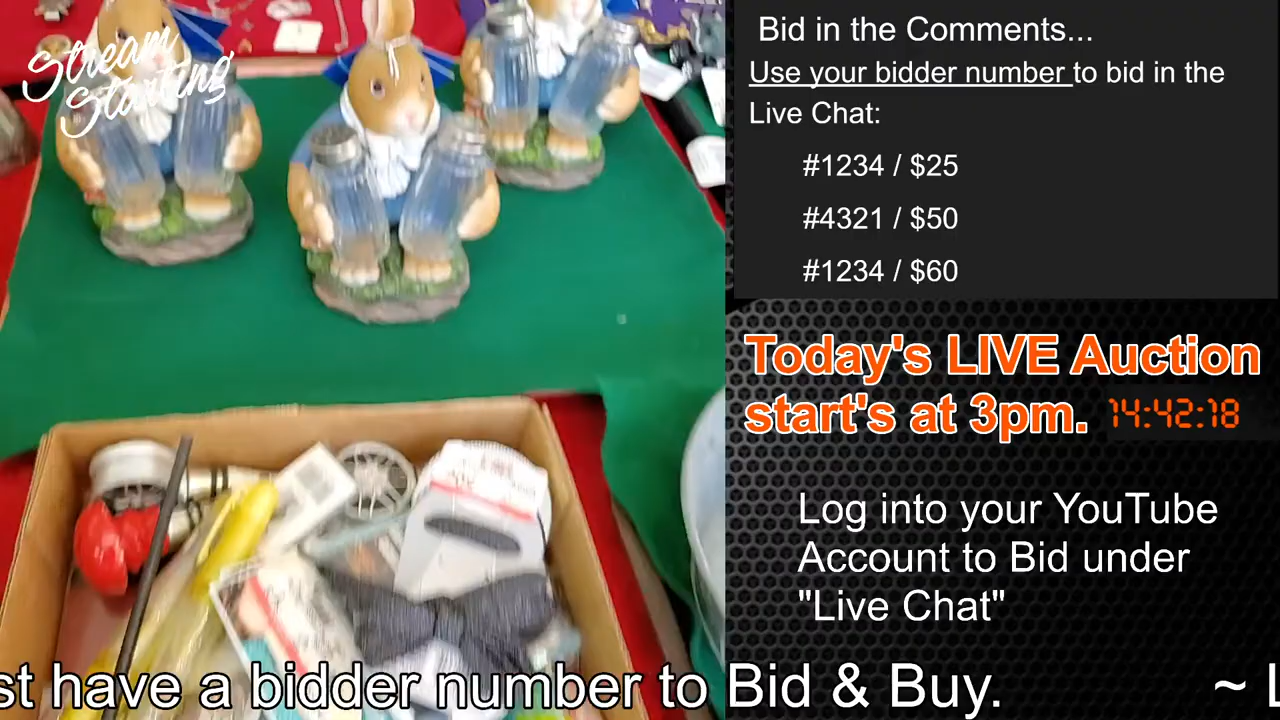 Stream
Starting
Bid in the Comments...
Use your bidder number to bid in the
Live Chat:
#1234 / $25
#4321 / $50
#1234 / $60
Today's LIVE Auction
start's at 3pm. 14:42:18
Log into your YouTube
Account to Bid under
"Live Chat"
st have a bidder number to Bid & Buy. ~ L